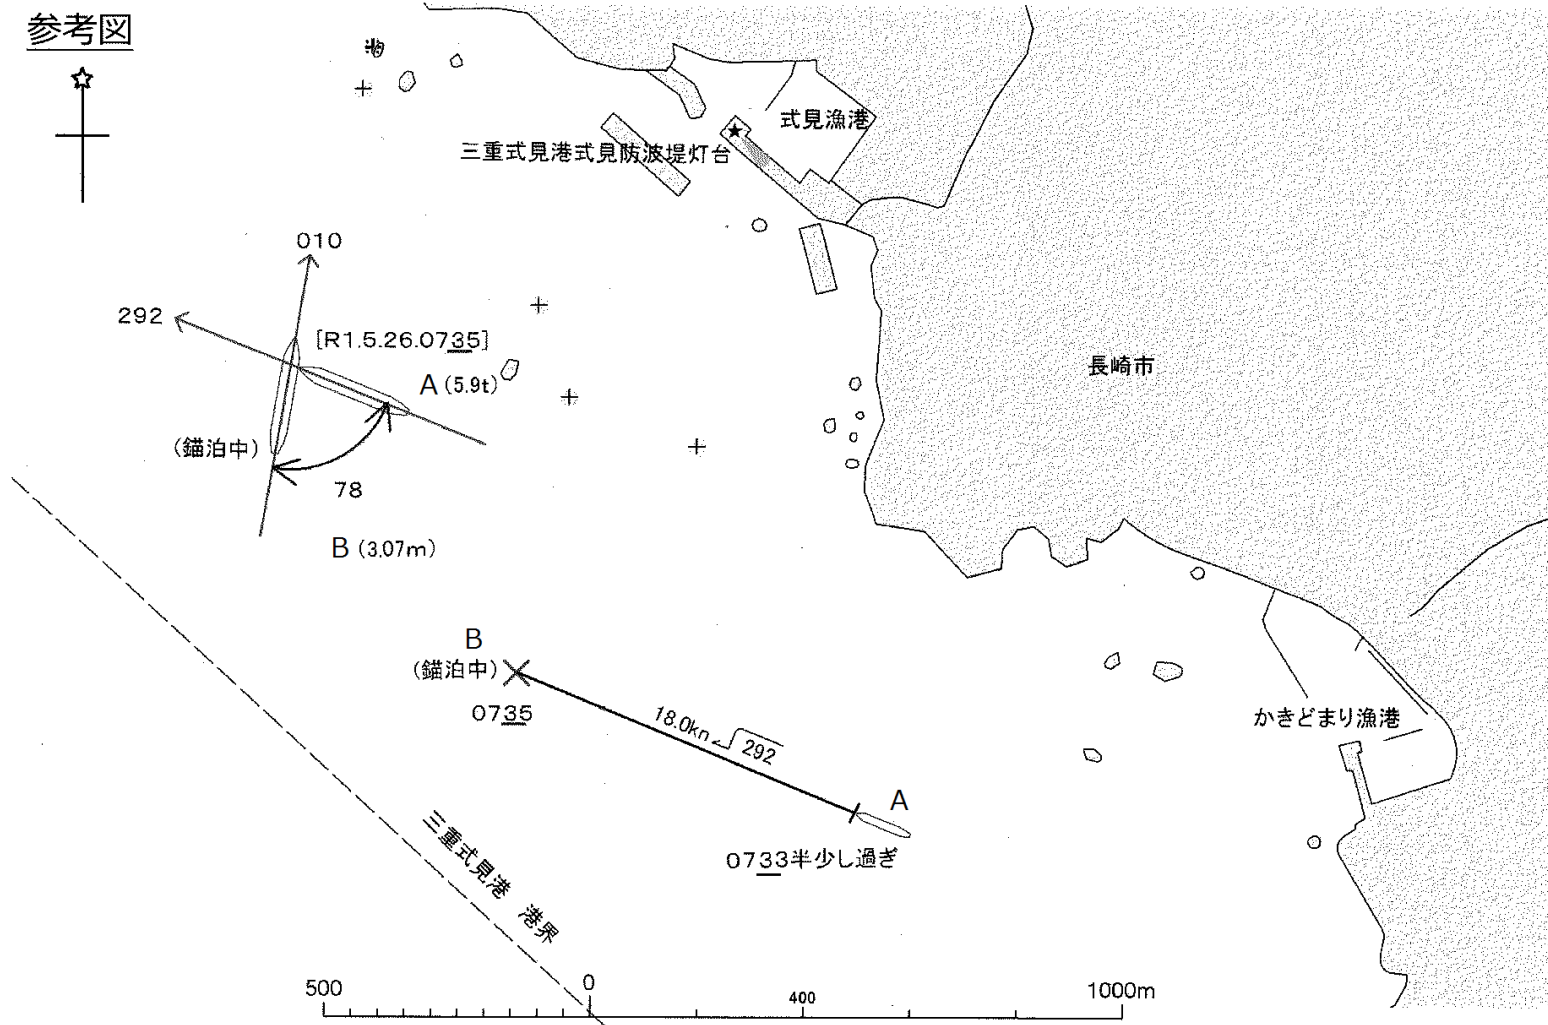 参考図
式見漁港
三重式見港式見防波堤灯台
010
292
[R1.5.26.0735]
A (5.9t)
長崎市
(錨泊中)
78
B (3.07m)
B
(錨泊中)
0735
18.0kn
292
A
0733半少し過ぎ
かきどまり漁港
三重式見港 港界
500
0
400
1000m